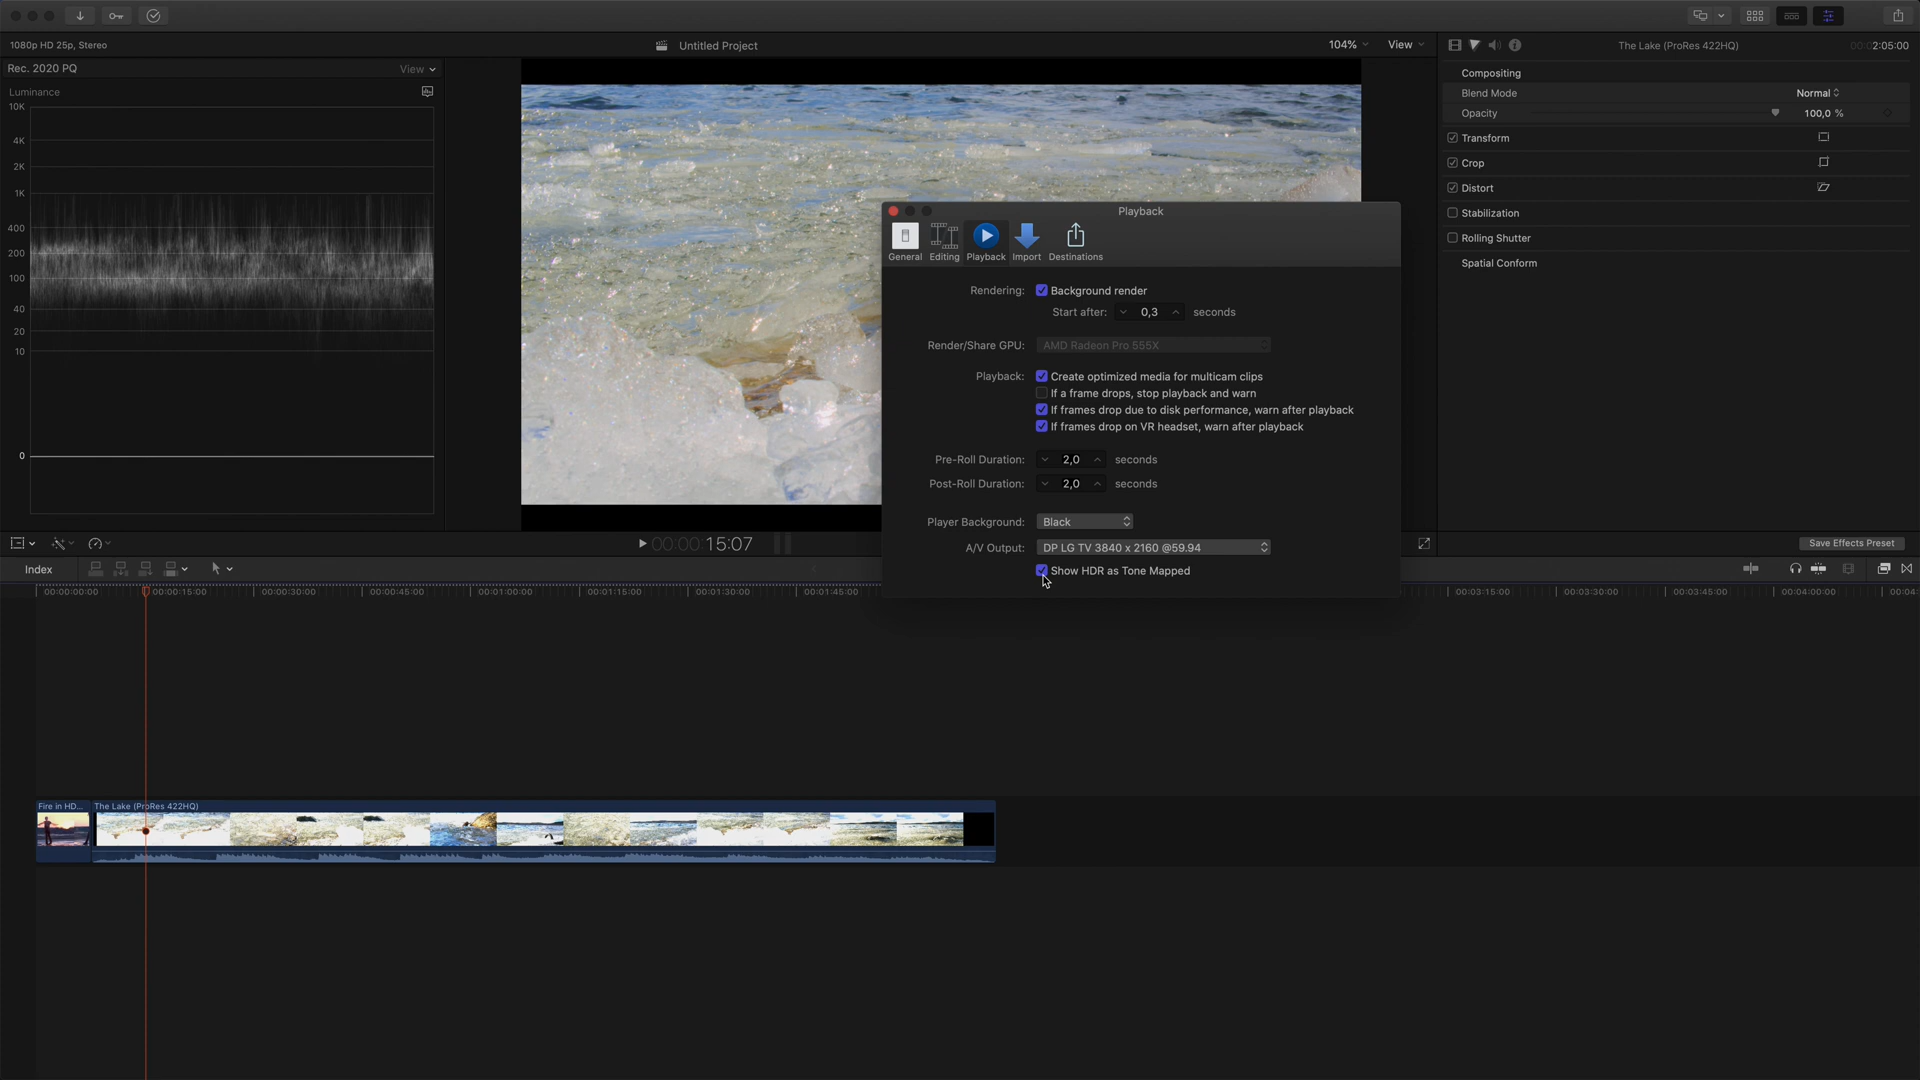 1080p HD 25p, Stereo
Untitled Project
104%
View
The Lake (ProRes 422HQ)
00:00:2:05:00
Rec. 2020 PQ
View
Luminance
10K
4K
2K
1K
400
200
100
40
20
10
0
Compositing
Blend Mode
Normal
Opacity
100,0 %
Transform
Crop
Distort
Stabilization
Rolling Shutter
Spatial Conform
Playback
General
Editing
Playback
Import
Destinations
Rendering:
Background render
Start after:
0,3
seconds
Render/Share GPU:
AMD Radeon Pro 555X
Playback:
Create optimized media for multicam clips
If a frame drops, stop playback and warn
If frames drop due to disk performance, warn after playback
If frames drop on VR headset, warn after playback
Pre-Roll Duration:
2,0
seconds
Post-Roll Duration:
2,0
seconds
Player Background:
Black
A/V Output:
DP LG TV 3840 x 2160 @59.94
Show HDR as Tone Mapped
00:00:00:15:07
Save Effects Preset
Index
00:00:00:00
00:00:15:00
00:00:30:00
00:00:45:00
00:01:00:00
00:01:15:00
00:01:30:00
00:01:45:00
00:03:15:00
00:03:30:00
00:03:45:00
00:04:00:00
00:04:
Fire in HD...
The Lake (ProRes 422HQ)